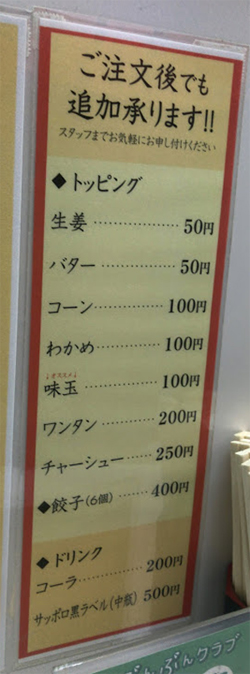 ご注文後でも
追加承ります!!
スタッフまでお気軽にお申し付けください
◆トッピング
生姜‥‥‥‥‥50円
バター‥‥‥‥50円
コーン‥‥‥‥100円
わかめ‥‥‥‥100円
↓オススメ↓
味玉‥‥‥‥‥100円
ワンタン‥‥‥200円
チャーシュー‥‥250円
◆餃子(6個)‥‥400円
◆ドリンク
コーラ‥‥‥‥200円
サッポロ黒ラベル(中瓶)500円
ぶんクラブ